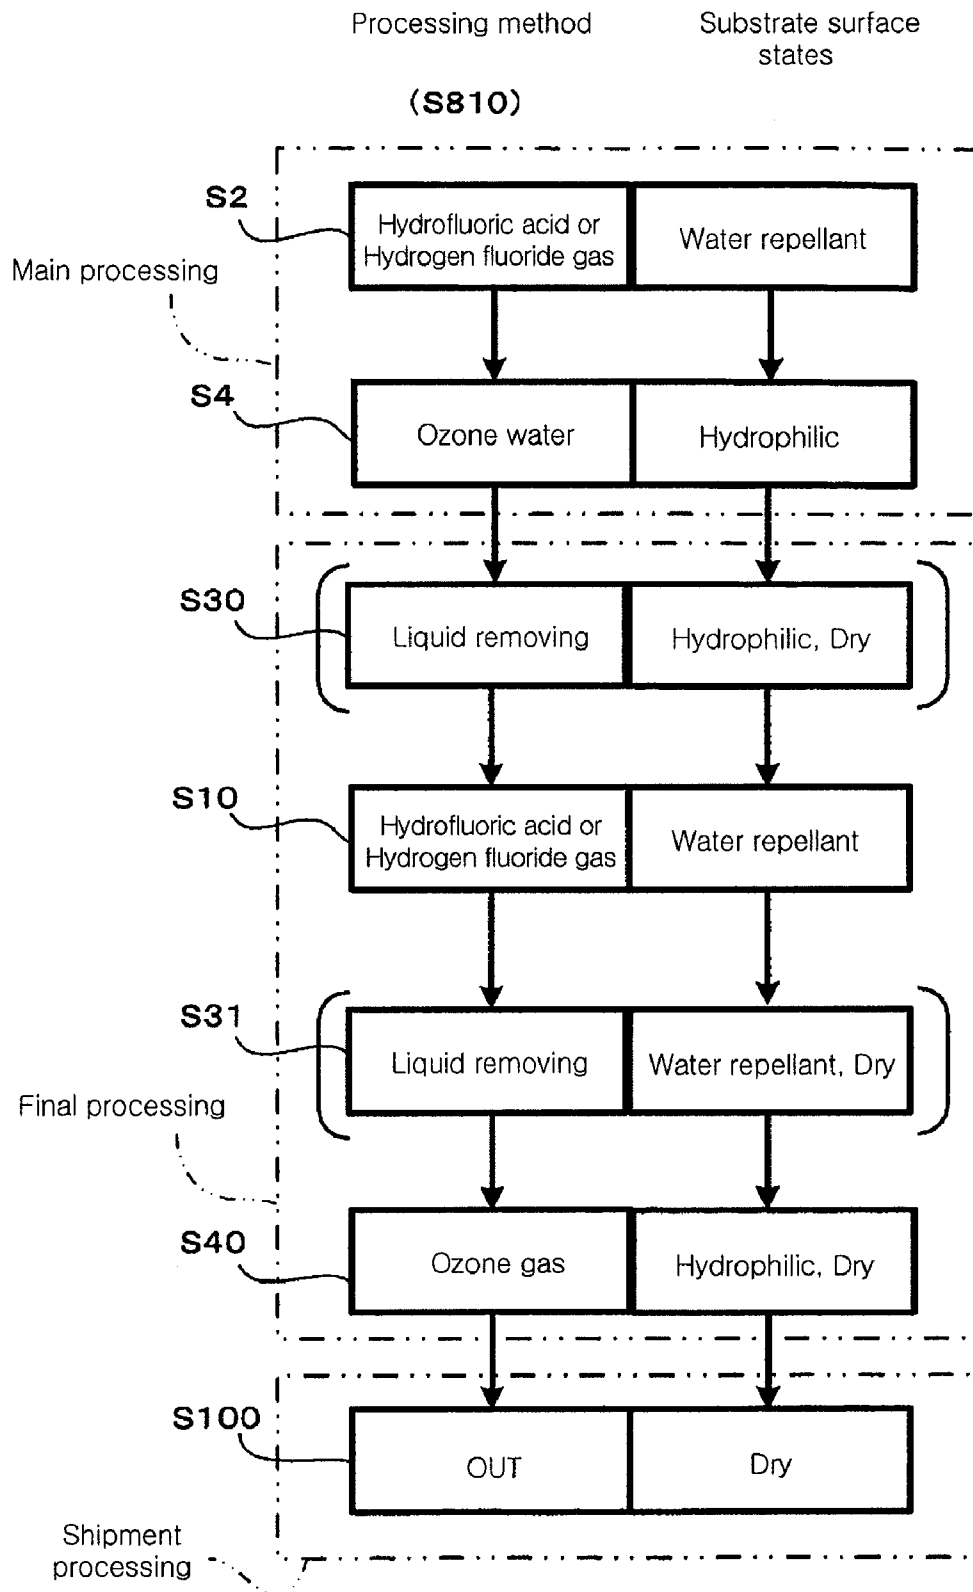 Processing method
Substrate surface
states
(S810)
S2
Hydrofluoric acid or
Hydrogen fluoride gas
Water repellant
Main processing
S4
Ozone water
Hydrophilic
S30
Liquid removing
Hydrophilic, Dry
S10
Hydrofluoric acid or
Hydrogen fluoride gas
Water repellant
S31
Liquid removing
Water repellant, Dry
Final processing
S40
Ozone gas
Hydrophilic, Dry
S100
OUT
Dry
Shipment
processing